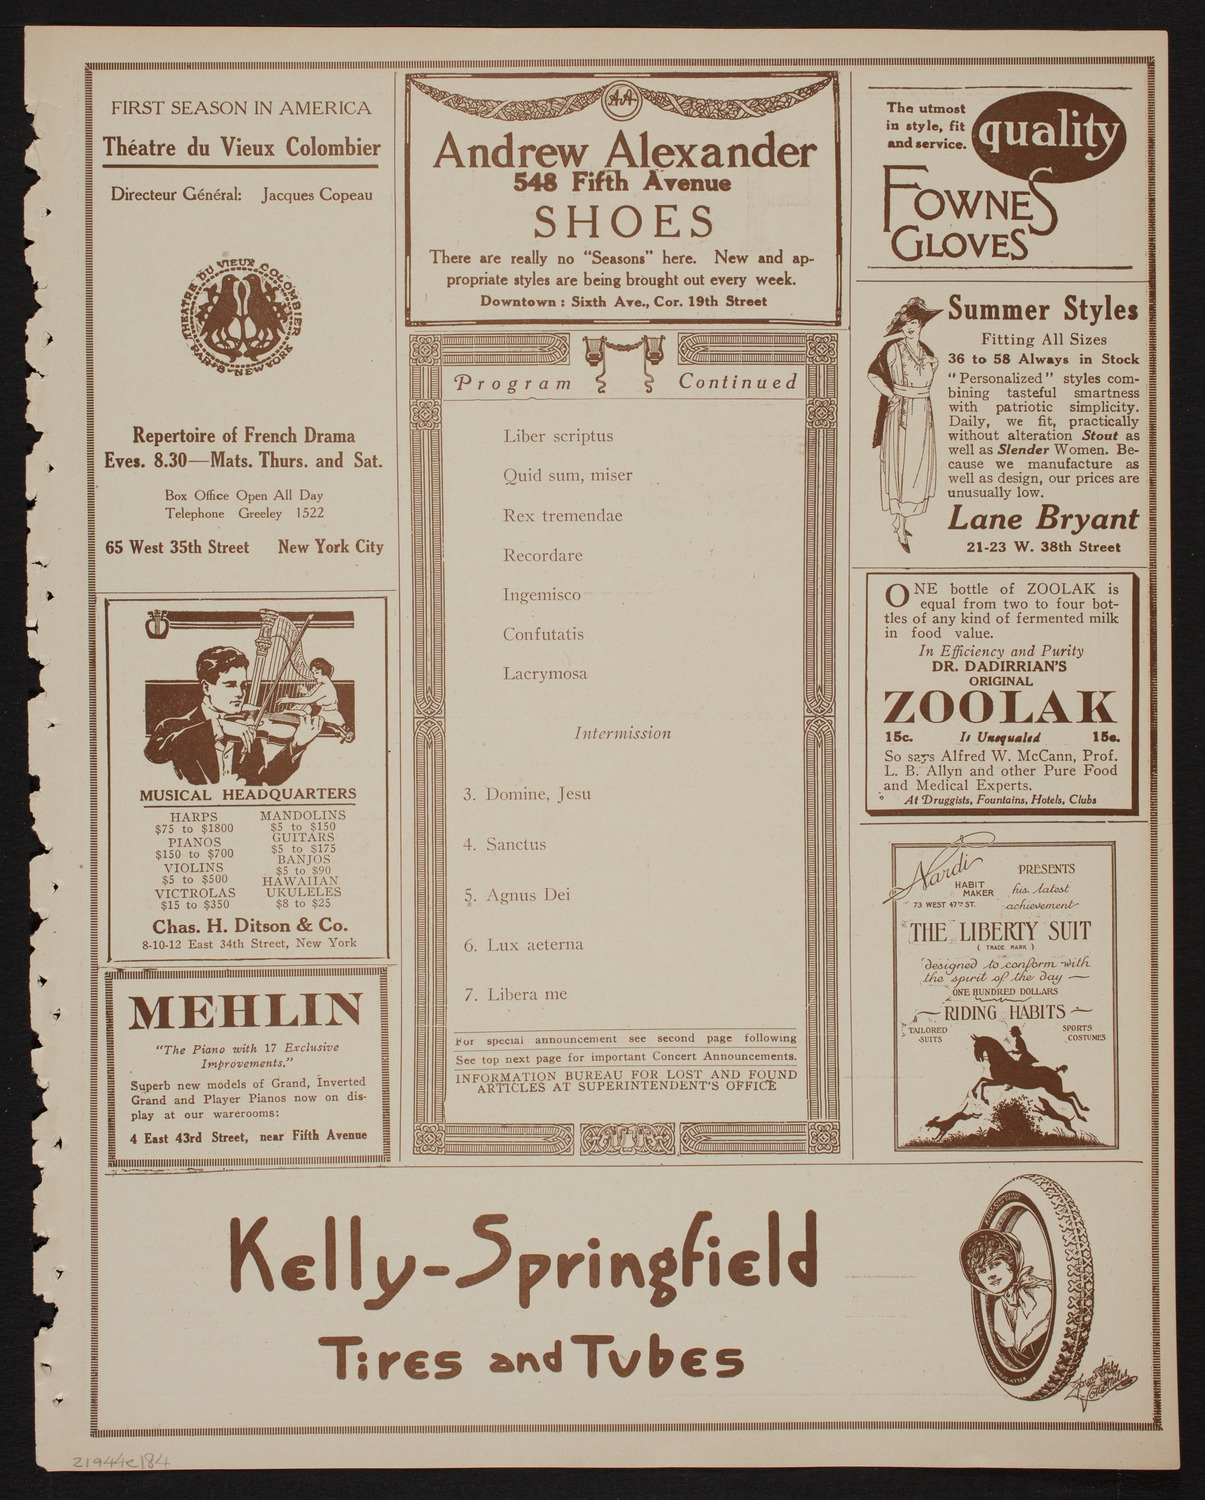 FIRST SEASON IN AMERICA
Théatre du Vieux Colombier
Directeur Général: Jacques Copeau
THEATRE DU VIEUX COLOMBIER
PARIS-NEW YORK
Repertoire of French Drama
Eves. 8.30—Mats. Thurs. and Sat.
Box Office Open All Day
Telephone Greeley 1522
65 West 35th Street New York City
MUSICAL HEADQUARTERS
HARPS
$75 to $1800
PIANOS
$150 to $700
VIOLINS
$5 to $500
VICTROLAS
$15 to $350
MANDOLINS
$5 to $150
GUITARS
$5 to $175
BANJOS
$5 to $90
HAWAIIAN
UKULELES
$8 to $25
Chas. H. Ditson & Co.
8-10-12 East 34th Street, New York
MEHLIN
"The Piano with 17 Exclusive
Improvements."
Superb new models of Grand, Inverted
Grand and Player Pianos now on dis-
play at our warerooms:
4 East 43rd Street, near Fifth Avenue
AA
Andrew Alexander
548 Fifth Avenue
SHOES
There are really no "Seasons" here. New and ap-
propriate styles are being brought out every week.
Downtown: Sixth Ave., Cor. 19th Street
Program Continued
Liber scriptus
Quid sum, miser
Rex tremendae
Recordare
Ingemisco
Confutatis
Lacrymosa
Intermission
3. Domine, Jesu
4. Sanctus
5. Agnus Dei
6. Lux aeterna
7. Libera me
For special announcement see second page following
See top next page for important Concert Announcements.
INFORMATION BUREAU FOR LOST AND FOUND
ARTICLES AT SUPERINTENDENT'S OFFICE
The utmost
in style, fit
and service.
quality
FOWNES
GLOVES
Summer Styles
Fitting All Sizes
36 to 58 Always in Stock
"Personalized" styles com-
bining tasteful smartness
with patriotic simplicity.
Daily, we fit, practically
without alteration Stout as
well as Slender Women. Be-
cause we manufacture as
well as design, our prices are
unusually low.
Lane Bryant
21-23 W. 38th Street
ONE bottle of ZOOLAK is
equal from two to four bot-
tles of any kind of fermented milk
in food value.
In Efficiency and Purity
DR. DADIRRIAN'S
ORIGINAL
ZOOLAK
15c. Is Unequaled 15c.
So says Alfred W. McCann, Prof.
L. B. Allyn and other Pure Food
and Medical Experts.
At Druggists, Fountains, Hotels, Clubs
Nardi
HABIT
MAKER
73 WEST 47TH ST.
PRESENTS
his latest
achievement
THE LIBERTY SUIT
( TRADE MARK )
designed to conform with
the spirit of the day —
ONE HUNDRED DOLLARS
RIDING HABITS
TAILORED
SUITS
SPORTS
COSTUMES
Kelly-Springfield
Tires and Tubes
21944e184